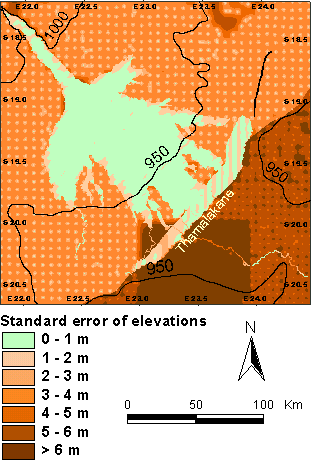 E 22.0 E 22.5 E 23.0 E 23.5 E 24.0
1000
S 18.5 S 18.5
S 19.0 S 19.0
950
S 19.5 S 19.5
950
Thamalakane
S 20.0 S 20.0
950
S 20.5 S 20.5
E 22.0 E 22.5 E 23.0 E 23.5 E 24.0
Standard error of elevations
0 - 1 m
1 - 2 m
2 - 3 m
3 - 4 m
4 - 5 m
5 - 6 m
> 6 m
N
0 50 100 Km